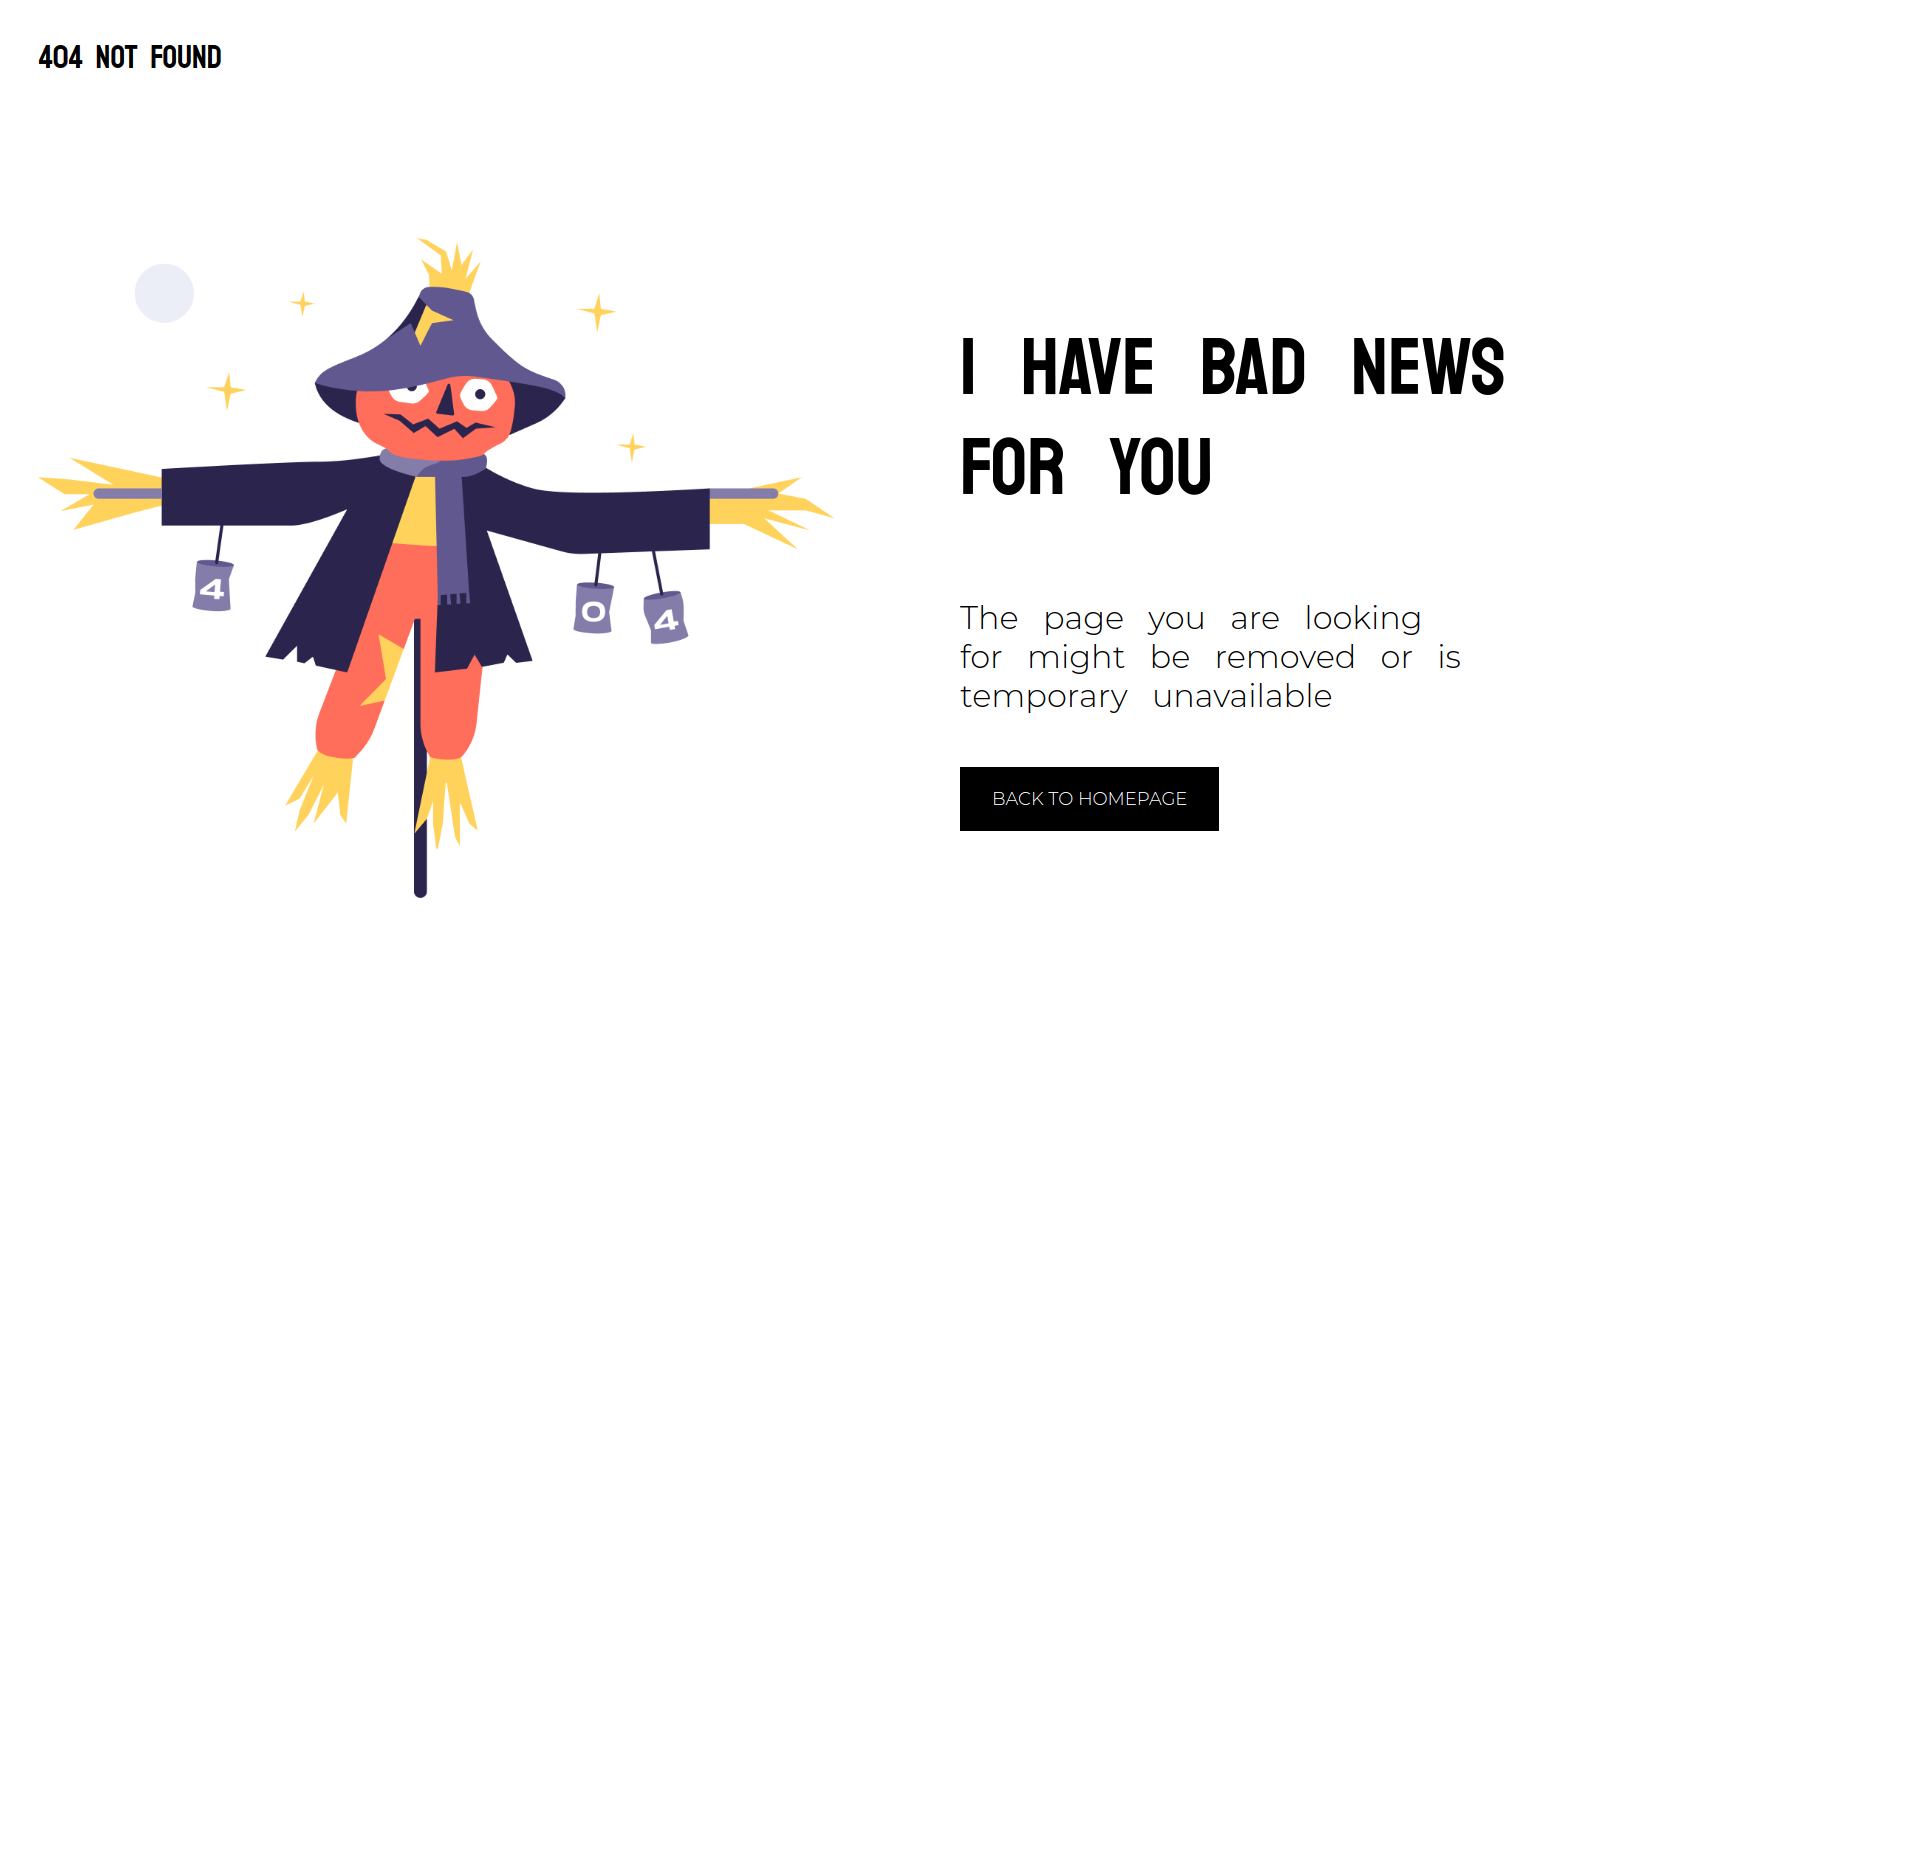 404 NOT FOUND
I HAVE BAD NEWS
FOR YOU
4
0
4
The page you are looking
for might be removed or is
temporary unavailable
BACK TO HOMEPAGE